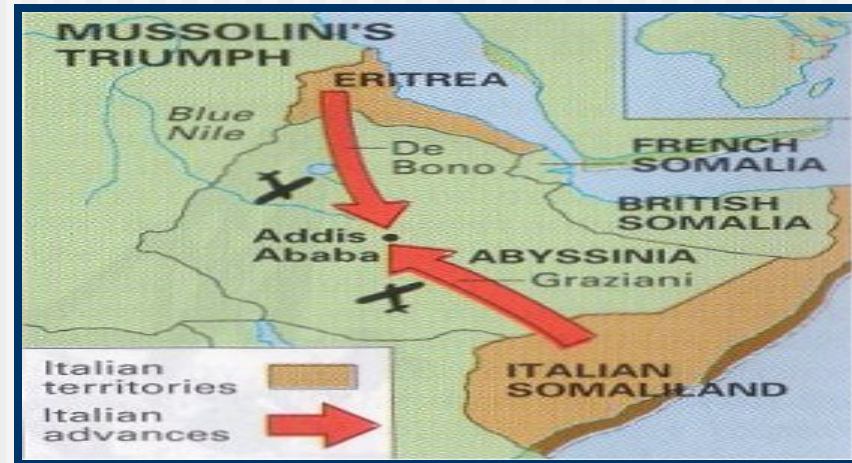 MUSSOLINI'S
TRIUMPH
ERITREA
Blue
Nile
De
Bono
FRENCH
SOMALIA
BRITISH
SOMALIA
Addis
Ababa
ABYSSINIA
Graziani
ITALIAN
SOMALILAND
Italian
territories
Italian
advances